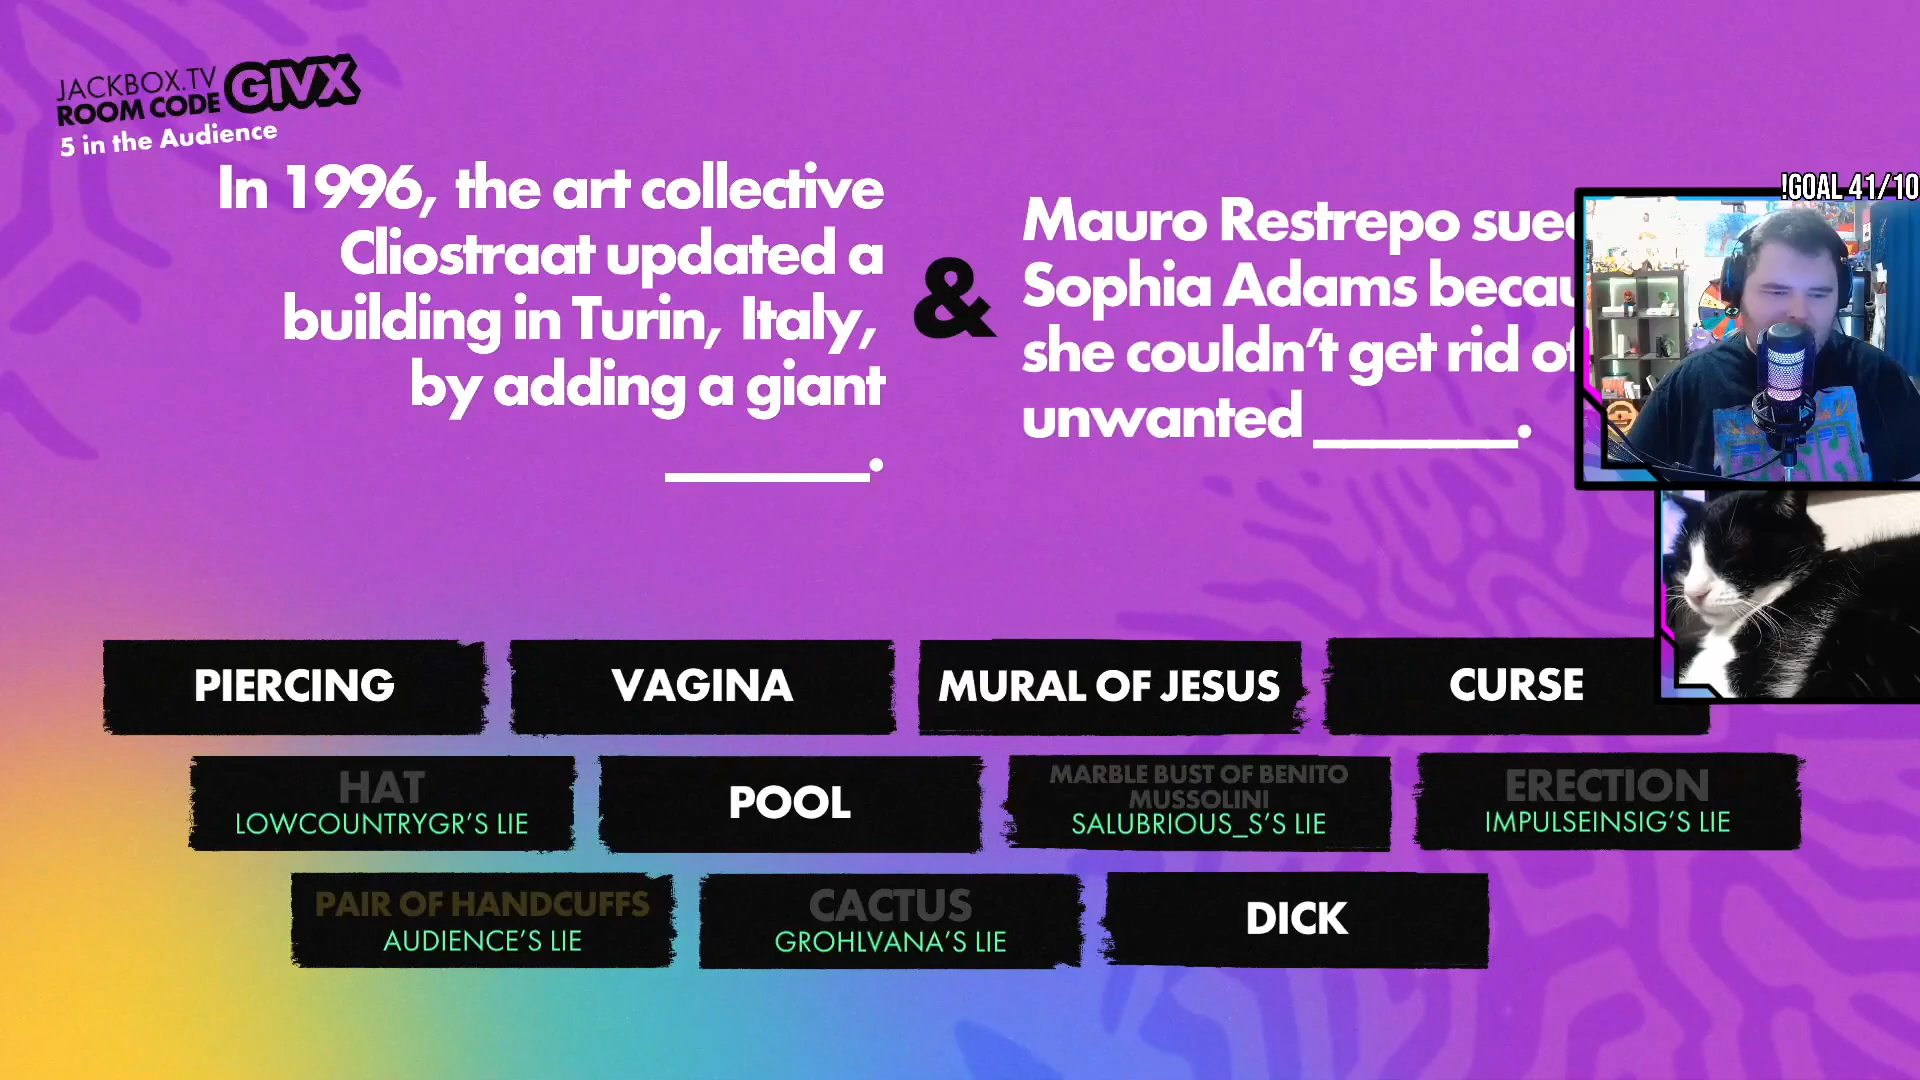 JACKBOX.TV
ROOM CODE GIVX
5 in the Audience
!GOAL 41/10
In 1996, the art collective
Cliostraat updated a
building in Turin, Italy,
by adding a giant
_______.
&
Mauro Restrepo sued
Sophia Adams
she couldn't get rid of
unwanted _______.
PIERCING
VAGINA
MURAL OF JESUS
CURSE
HAT
LOWCOUNTRYGR'S LIE
POOL
MARBLE BUST OF BENITO
MUSSOLINI
SALUBRIOUS_S'S LIE
ERECTION
IMPULSEINSIG'S LIE
PAIR OF HANDCUFFS
AUDIENCE'S LIE
CACTUS
GROHLVANA'S LIE
DICK